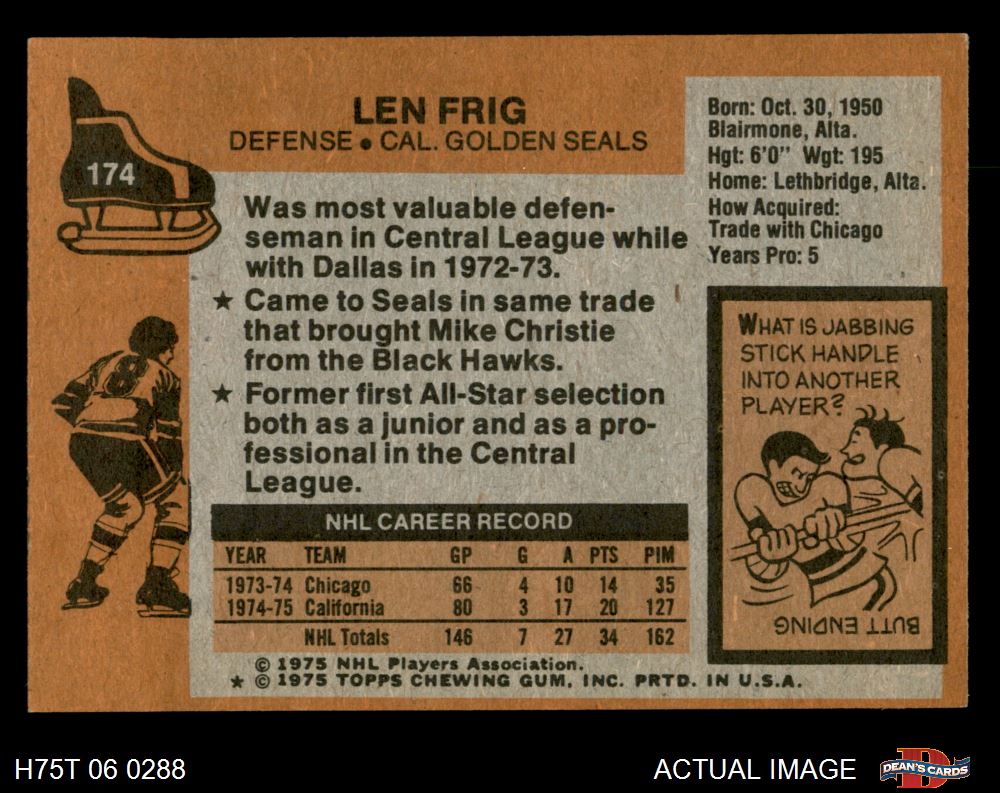 174
LEN FRIG
DEFENSE • CAL. GOLDEN SEALS
Born: Oct. 30, 1950
Blairmone, Alta.
Hgt: 6'0" Wgt: 195
Home: Lethbridge, Alta.
How Acquired:
Trade with Chicago
Years Pro: 5
Was most valuable defen-
seman in Central League while
with Dallas in 1972-73.
★ Came to Seals in same trade
that brought Mike Christie
from the Black Hawks.
★ Former first All-Star selection
both as a junior and as a pro-
fessional in the Central
League.
8
WHAT IS JABBING
STICK HANDLE
INTO ANOTHER
PLAYER?
BUTT ENDING
NHL CAREER RECORD
YEAR TEAM GP G A PTS PIM
1973-74 Chicago 66 4 10 14 35
1974-75 California 80 3 17 20 127
NHL Totals 146 7 27 34 162
© 1975 NHL Players Association.
★ © 1975 TOPPS CHEWING GUM, INC. PRTD. IN U.S.A.
H75T 06 0288
ACTUAL IMAGE
D
DEAN'S CARDS